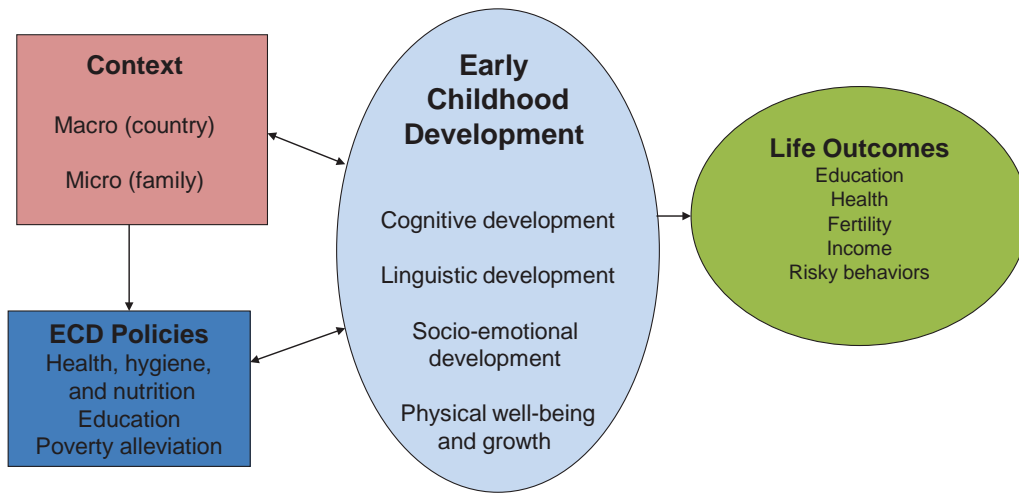 Context
Macro (country)
Micro (family)
ECD Policies
Health, hygiene,
and nutrition
Education
Poverty alleviation
Early
Childhood
Development
Cognitive development
Linguistic development
Socio-emotional
development
Physical well-being
and growth
Life Outcomes
Education
Health
Fertility
Income
Risky behaviors